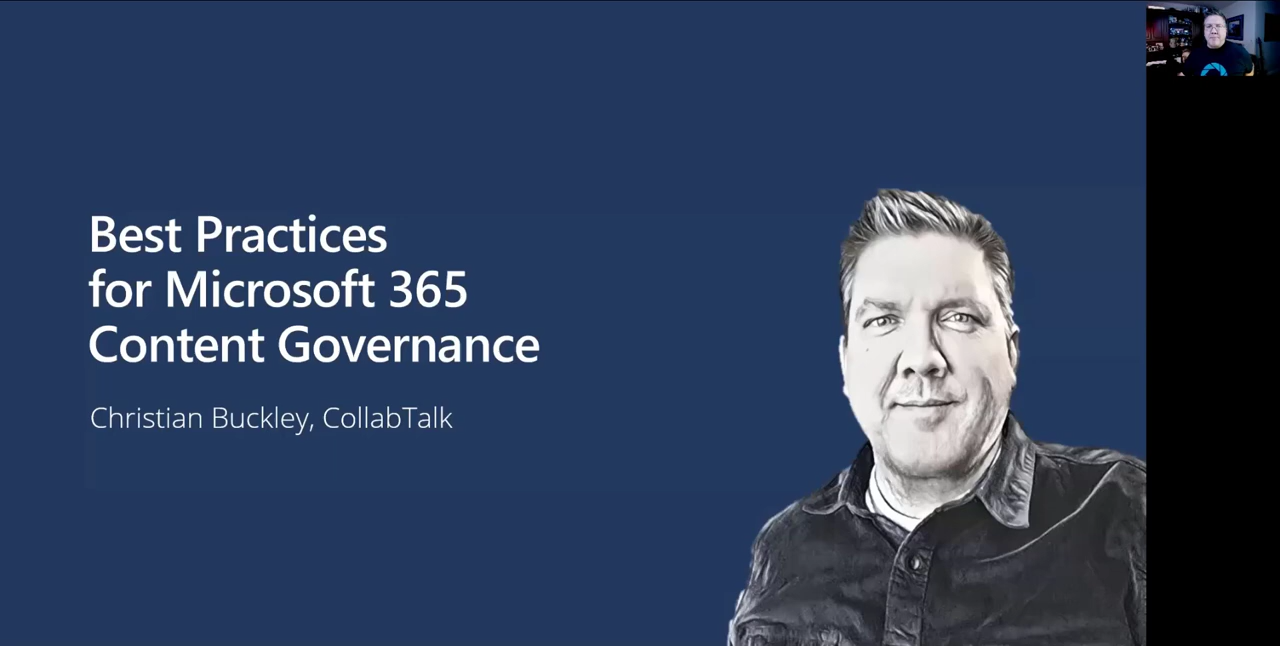 Best Practices
for Microsoft 365
Content Governance
Christian Buckley, CollabTalk